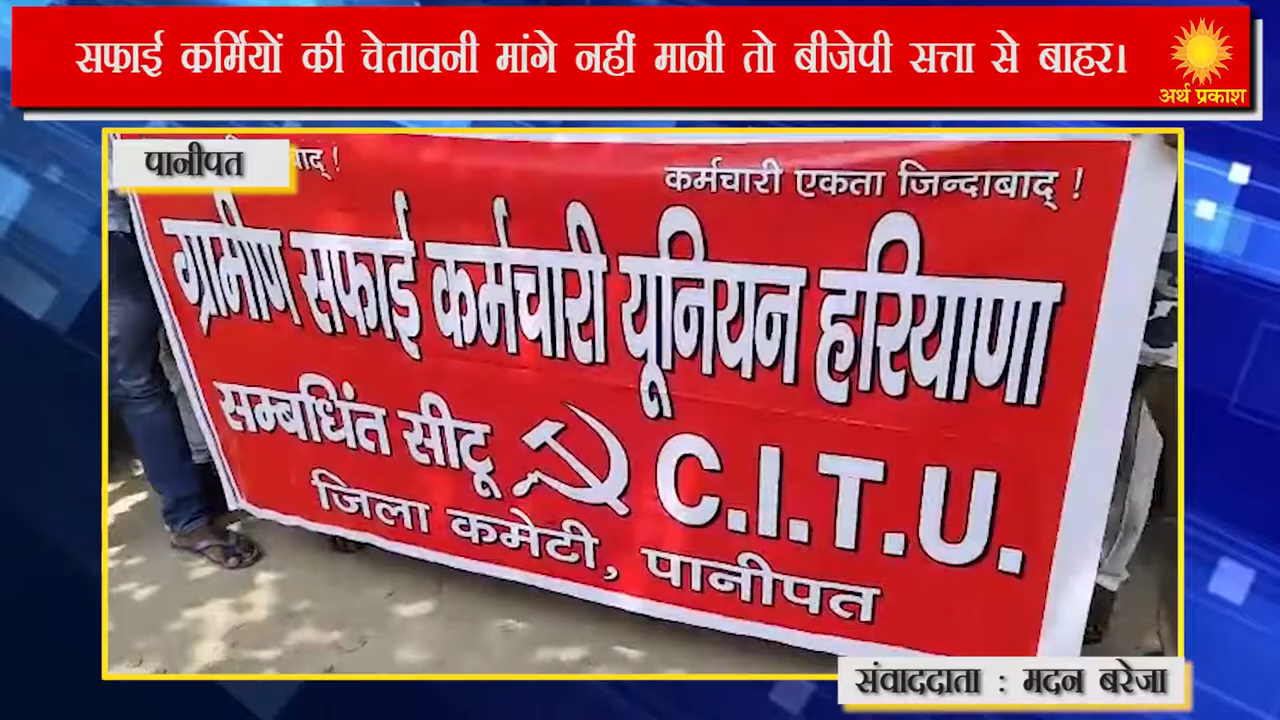 सफाई कर्मियों की चेतावनी मांगे नहीं मानी तो बीजेपी सत्ता से बाहर।
अर्थ प्रकाश
पानीपत
कर्मचारी एकता जिन्दाबाद् !
ग्रामीण सफाई कर्मचारी यूनियन हरियाणा
सम्बधिंत सीटू C.I.T.U.
जिला कमेटी, पानीपत
संवाददाता : मदन बरेजा